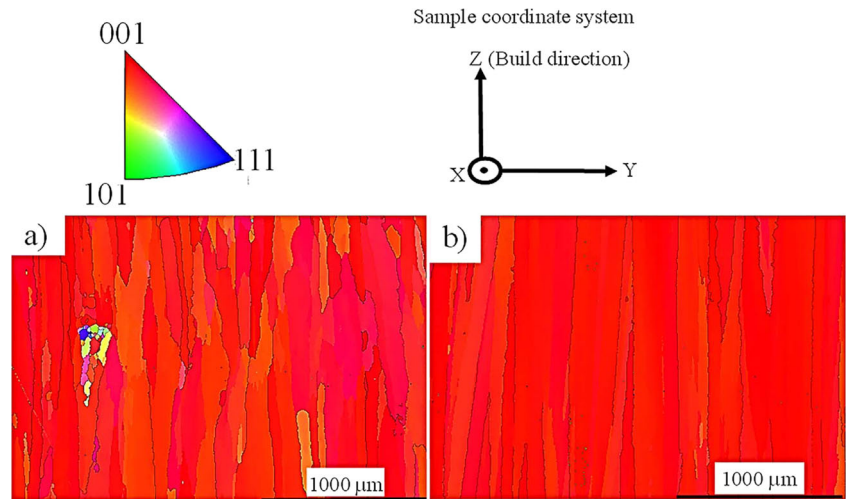 Sample coordinate system
001
Z (Build direction)
111
X
Y
101
a)
b)
1000 µm
1000 µm